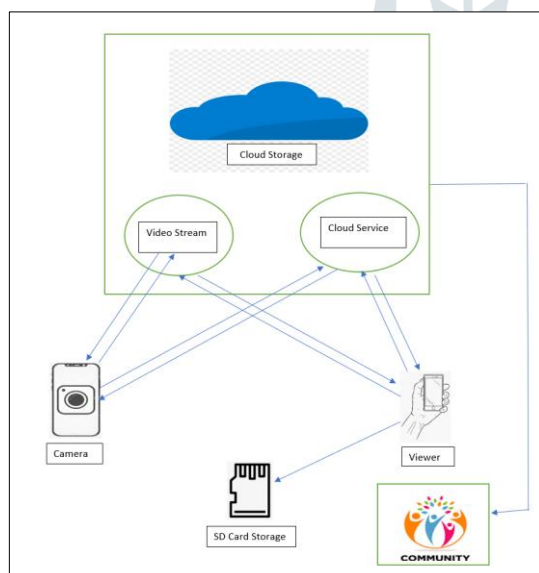 Cloud Storage
Video Stream
Cloud Service
Camera
Viewer
SD Card Storage
COMMUNITY